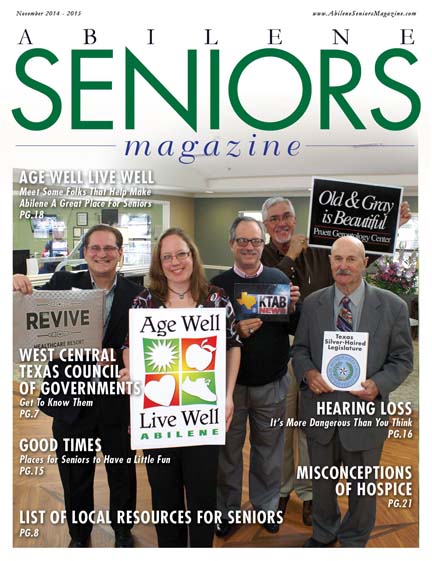 November 2014 - 2015
www.AbileneSeniorsMagazine.com
ABILENE
SENIORS
magazine
AGE WELL LIVE WELL
Meet Some Folks That Help Make
Abilene A Great Place For Seniors
PG.18
Old & Gray
is Beautiful
Pruett Gerontology Center
KTAB
NEWS
REVIVE
HEALTHCARE RESORT
Age Well
Live Well
ABILENE
Texas
Silver-Haired
Legislature
WEST CENTRAL
TEXAS COUNCIL
OF GOVERNMENTS
Get To Know Them
PG.7
HEARING LOSS
It's More Dangerous Than You Think
PG.16
GOOD TIMES
Places for Seniors to Have a Little Fun
PG.15
MISCONCEPTIONS
OF HOSPICE
PG.21
LIST OF LOCAL RESOURCES FOR SENIORS
PG.8